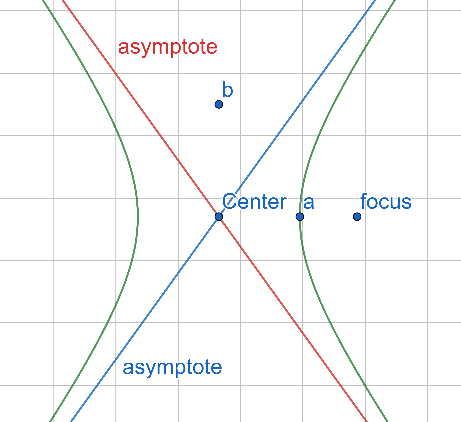 asymptote
b
Center
a
focus
asymptote